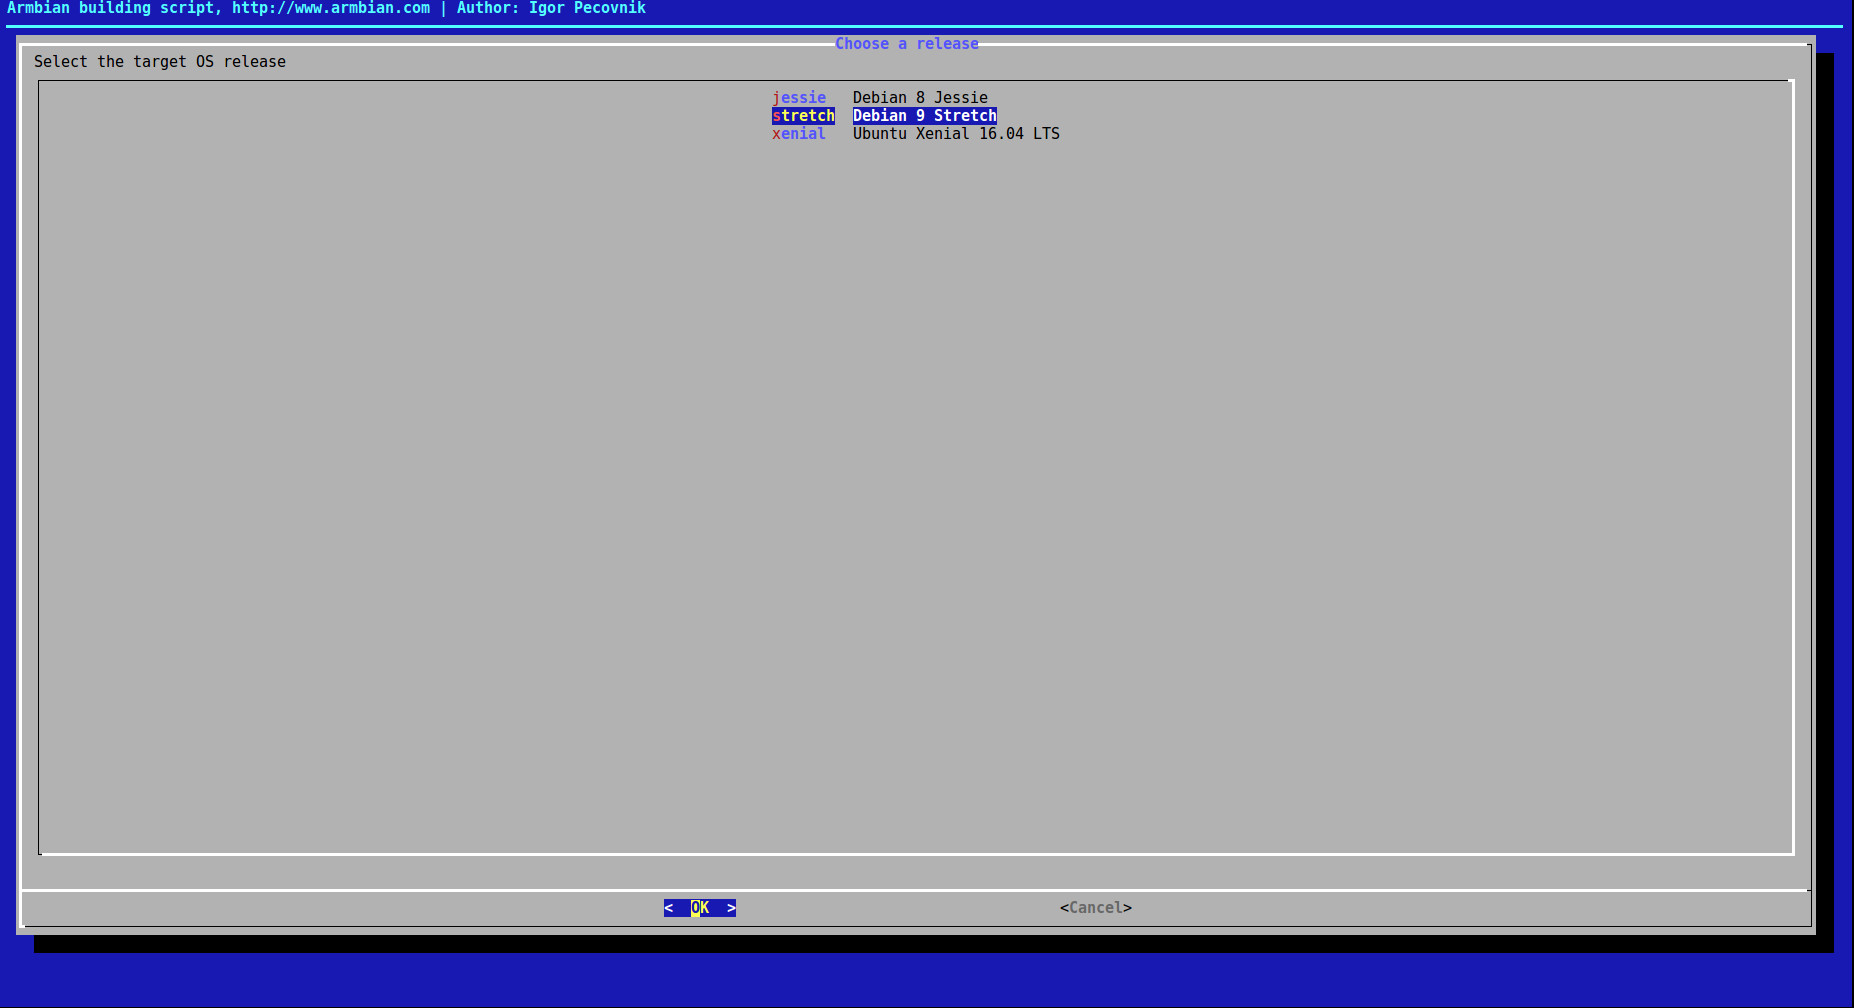 Armbian building script, http://www.armbian.com | Author: Igor Pecovnik
Choose a release
Select the target OS release
jessie Debian 8 Jessie
stretch Debian 9 Stretch
xenial Ubuntu Xenial 16.04 LTS
< OK > <Cancel>